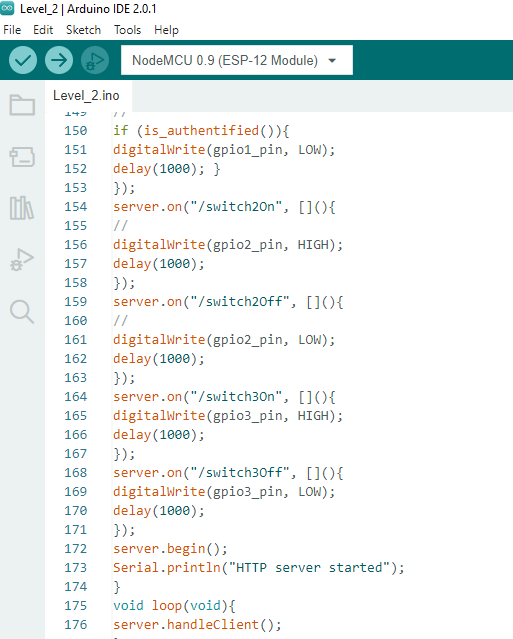 Level_2 | Arduino IDE 2.0.1
File Edit Sketch Tools Help
NodeMCU 0.9 (ESP-12 Module)
Level_2.ino
149 //
150 if (is_authentified()){
151 digitalWrite(gpio1_pin, LOW);
152 delay(1000); }
153 });
154 server.on("/switch2On", [](){
155 //
156 digitalWrite(gpio2_pin, HIGH);
157 delay(1000);
158 });
159 server.on("/switch2Off", [](){
160 //
161 digitalWrite(gpio2_pin, LOW);
162 delay(1000);
163 });
164 server.on("/switch3On", [](){
165 digitalWrite(gpio3_pin, HIGH);
166 delay(1000);
167 });
168 server.on("/switch3Off", [](){
169 digitalWrite(gpio3_pin, LOW);
170 delay(1000);
171 });
172 server.begin();
173 Serial.println("HTTP server started");
174 }
175 void loop(void){
176 server.handleClient();